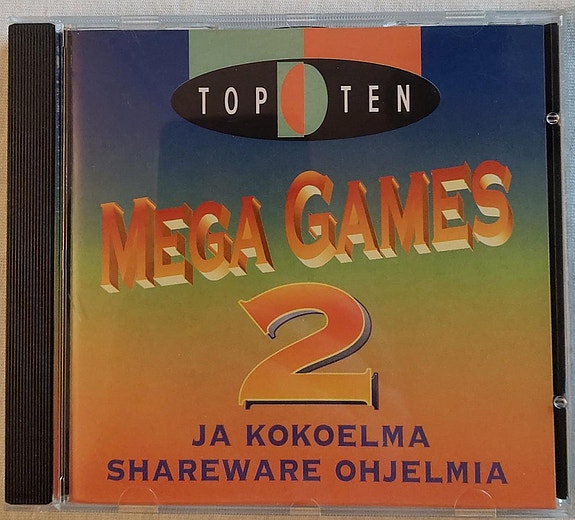 TOP TEN
MEGA GAMES
2
JA KOKOELMA
SHAREWARE OHJELMIA